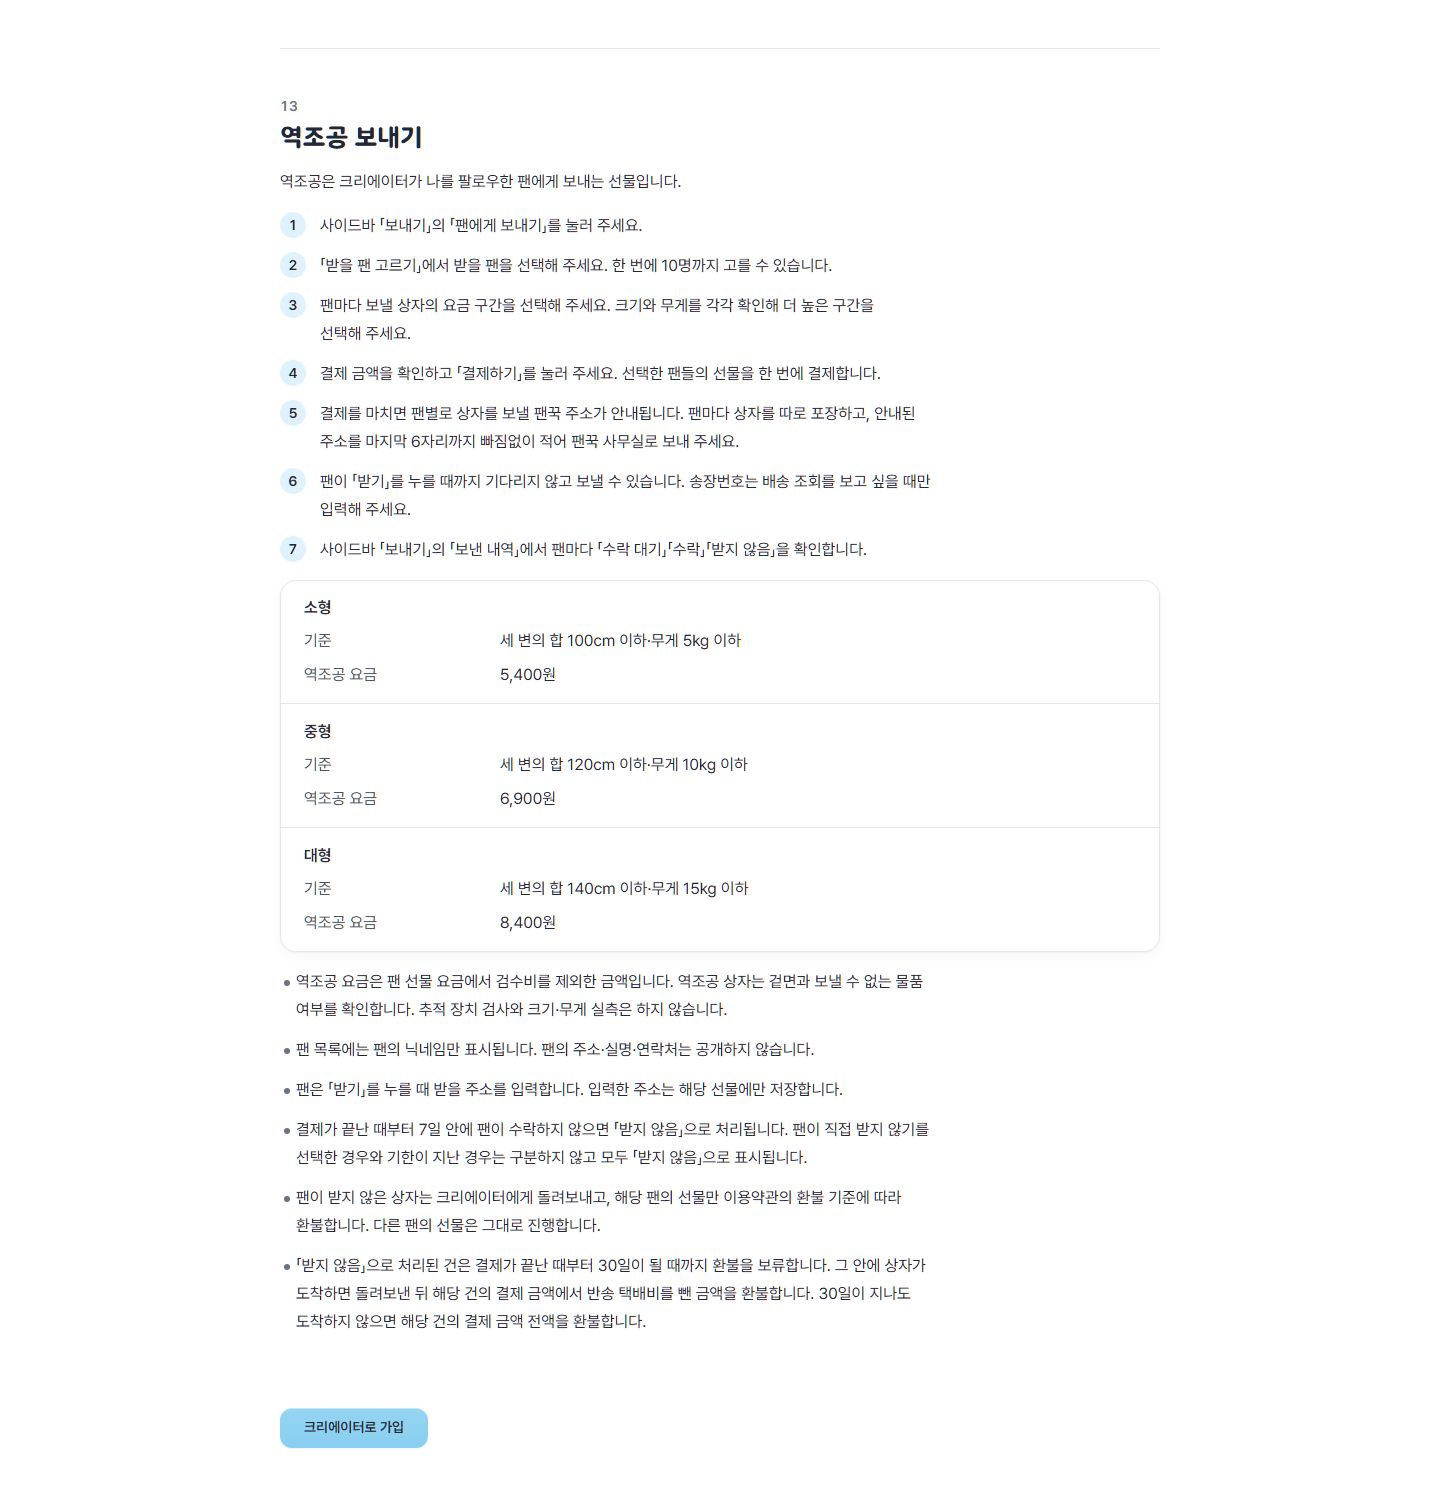 13
역조공 보내기
역조공은 크리에이터가 나를 팔로우한 팬에게 보내는 선물입니다.
1 사이드바 「보내기」의 「팬에게 보내기」를 눌러 주세요.
2 「받을 팬 고르기」에서 받을 팬을 선택해 주세요. 한 번에 10명까지 고를 수 있습니다.
3 팬마다 보낼 상자의 요금 구간을 선택해 주세요. 크기와 무게를 각각 확인해 더 높은 구간을
선택해 주세요.
4 결제 금액을 확인하고 「결제하기」를 눌러 주세요. 선택한 팬들의 선물을 한 번에 결제합니다.
5 결제를 마치면 팬별로 상자를 보낼 팬꾹 주소가 안내됩니다. 팬마다 상자를 따로 포장하고, 안내된
주소를 마지막 6자리까지 빠짐없이 적어 팬꾹 사무실로 보내 주세요.
6 팬이 「받기」를 누를 때까지 기다리지 않고 보낼 수 있습니다. 송장번호는 배송 조회를 보고 싶을 때만
입력해 주세요.
7 사이드바 「보내기」의 「보낸 내역」에서 팬마다 「수락 대기」「수락」「받지 않음」을 확인합니다.
소형
기준 세 변의 합 100cm 이하·무게 5kg 이하
역조공 요금 5,400원
중형
기준 세 변의 합 120cm 이하·무게 10kg 이하
역조공 요금 6,900원
대형
기준 세 변의 합 140cm 이하·무게 15kg 이하
역조공 요금 8,400원
• 역조공 요금은 팬 선물 요금에서 검수비를 제외한 금액입니다. 역조공 상자는 겉면과 보낼 수 없는 물품
여부를 확인합니다. 추적 장치 검사와 크기·무게 실측은 하지 않습니다.
• 팬 목록에는 팬의 닉네임만 표시됩니다. 팬의 주소·실명·연락처는 공개하지 않습니다.
• 팬은 「받기」를 누를 때 받을 주소를 입력합니다. 입력한 주소는 해당 선물에만 저장합니다.
• 결제가 끝난 때부터 7일 안에 팬이 수락하지 않으면 「받지 않음」으로 처리됩니다. 팬이 직접 받지 않기를
선택한 경우와 기한이 지난 경우는 구분하지 않고 모두 「받지 않음」으로 표시됩니다.
• 팬이 받지 않은 상자는 크리에이터에게 돌려보내고, 해당 팬의 선물만 이용약관의 환불 기준에 따라
환불합니다. 다른 팬의 선물은 그대로 진행합니다.
• 「받지 않음」으로 처리된 건은 결제가 끝난 때부터 30일이 될 때까지 환불을 보류합니다. 그 안에 상자가
도착하면 돌려보낸 뒤 해당 건의 결제 금액에서 반송 택배비를 뺀 금액을 환불합니다. 30일이 지나도
도착하지 않으면 해당 건의 결제 금액 전액을 환불합니다.
크리에이터로 가입